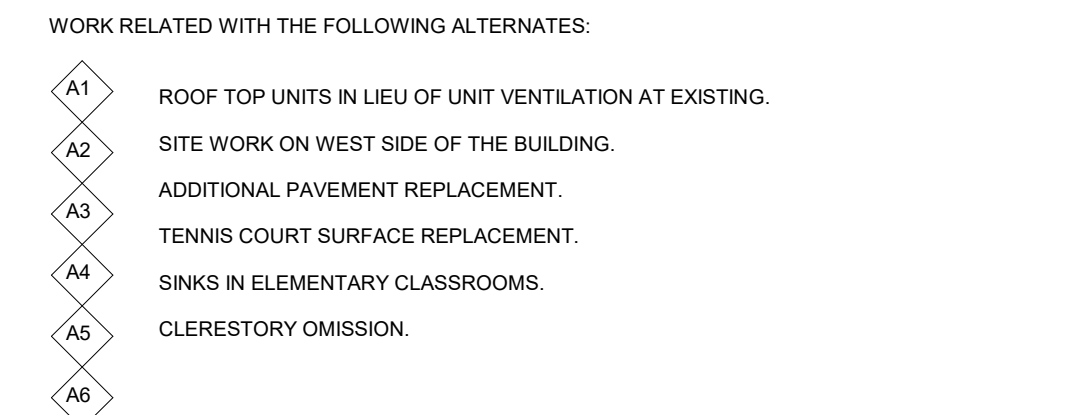 WORK RELATED WITH THE FOLLOWING ALTERNATES:
A1 ROOF TOP UNITS IN LIEU OF UNIT VENTILATION AT EXISTING.
A2 SITE WORK ON WEST SIDE OF THE BUILDING.
ADDITIONAL PAVEMENT REPLACEMENT.
A3
TENNIS COURT SURFACE REPLACEMENT.
A4 SINKS IN ELEMENTARY CLASSROOMS.
A5 CLERESTORY OMISSION.
A6